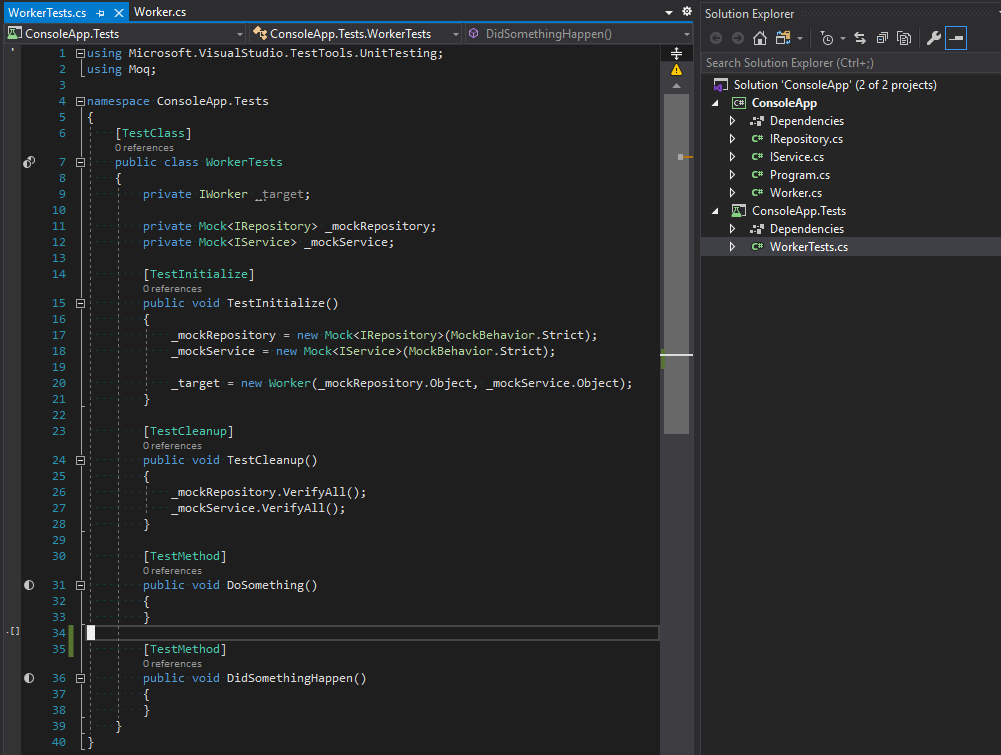 WorkerTests.cs Worker.cs
ConsoleApp.Tests ConsoleApp.Tests.WorkerTests DidSomethingHappen()
1 using Microsoft.VisualStudio.TestTools.UnitTesting;
2 using Moq;
3
4 namespace ConsoleApp.Tests
5 {
6 [TestClass]
0 references
7 public class WorkerTests
8 {
9 private IWorker _target;
10
11 private Mock<IRepository> _mockRepository;
12 private Mock<IService> _mockService;
13
14 [TestInitialize]
0 references
15 public void TestInitialize()
16 {
17 _mockRepository = new Mock<IRepository>(MockBehavior.Strict);
18 _mockService = new Mock<IService>(MockBehavior.Strict);
19
20 _target = new Worker(_mockRepository.Object, _mockService.Object);
21 }
22
23 [TestCleanup]
0 references
24 public void TestCleanup()
25 {
26 _mockRepository.VerifyAll();
27 _mockService.VerifyAll();
28 }
29
30 [TestMethod]
0 references
31 public void DoSomething()
32 {
33 }
34
35 [TestMethod]
0 references
36 public void DidSomethingHappen()
37 {
38 }
39 }
40 }
Solution Explorer
Search Solution Explorer (Ctrl+;)
Solution 'ConsoleApp' (2 of 2 projects)
C# ConsoleApp
Dependencies
C# IRepository.cs
C# IService.cs
C# Program.cs
C# Worker.cs
ConsoleApp.Tests
Dependencies
C# WorkerTests.cs